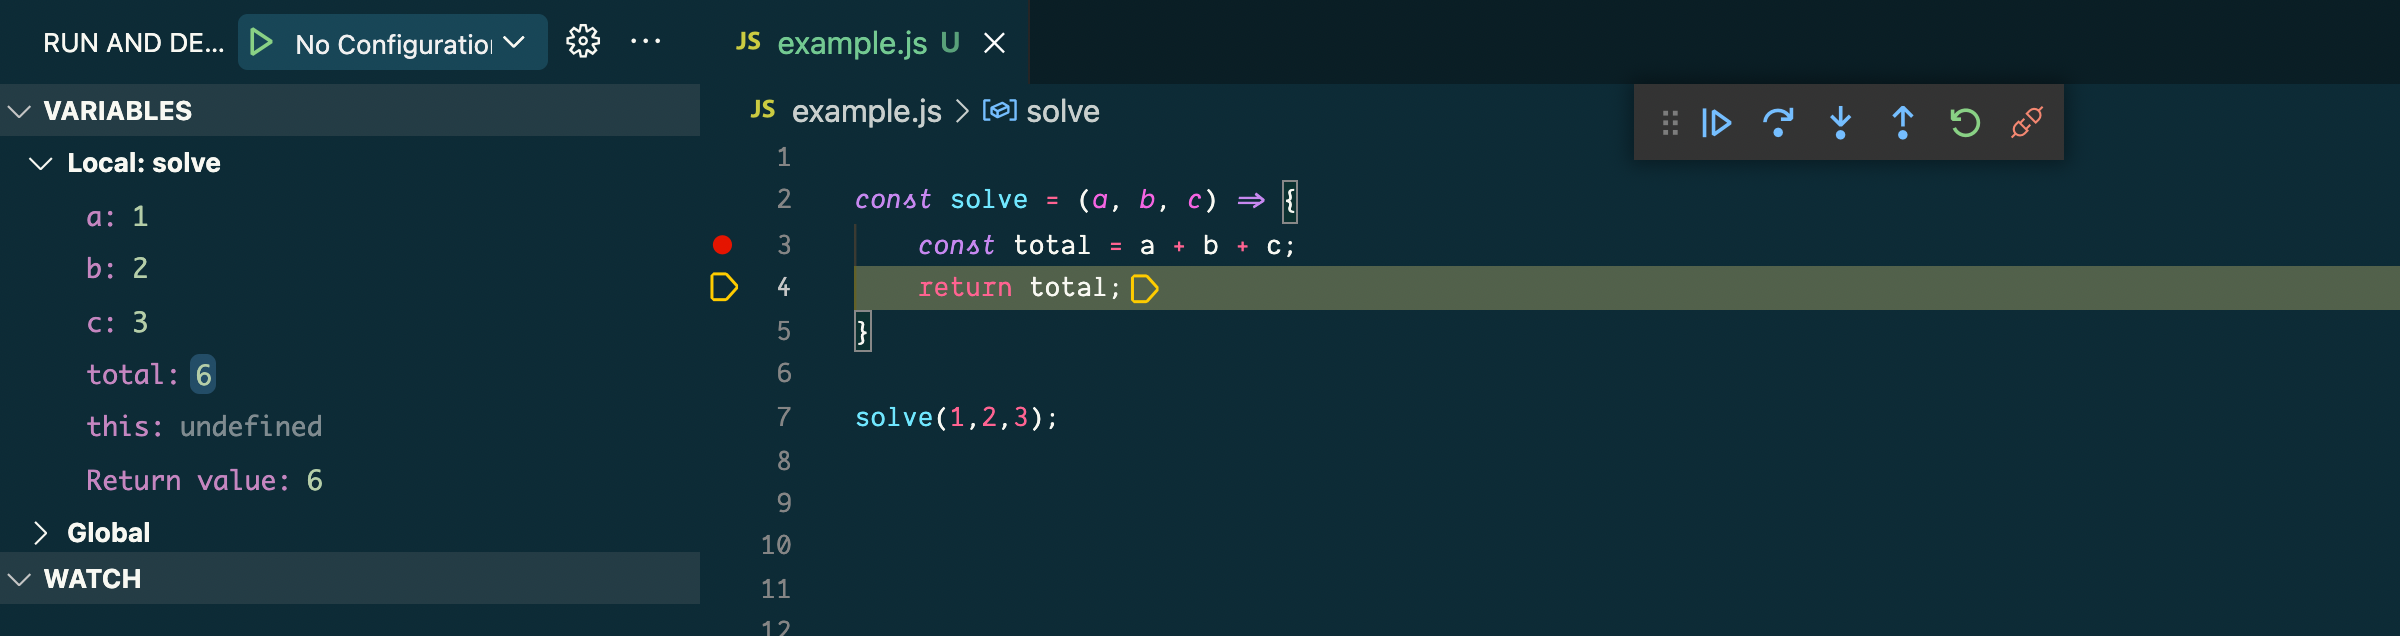 RUN AND DE... No Configuration
JS example.js U
VARIABLES
Local: solve
a: 1
b: 2
c: 3
total: 6
this: undefined
Return value: 6
Global
WATCH
JS example.js > solve
1
2 const solve = (a, b, c) => {
3 const total = a + b + c;
4 return total;
5 }
6
7 solve(1,2,3);
8
9
10
11
12